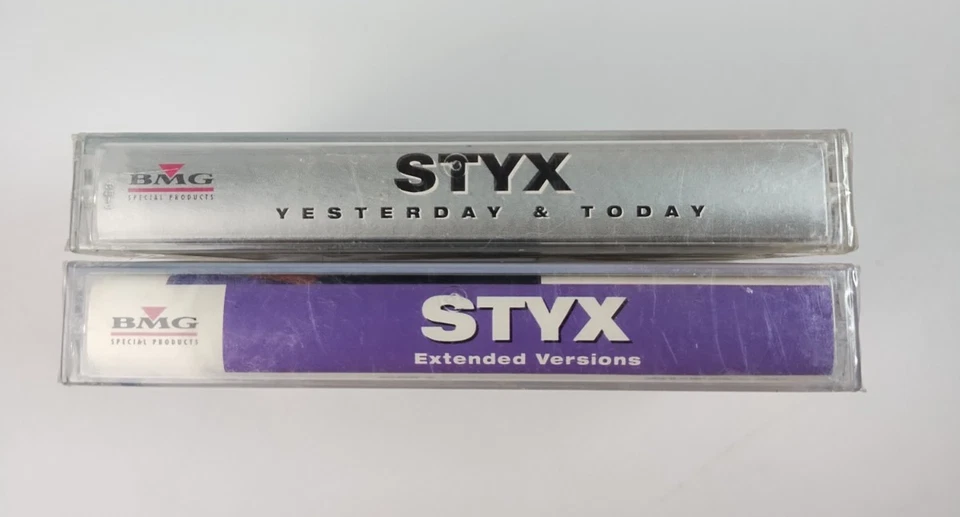 BMG
SPECIAL PRODUCTS
STYX
YESTERDAY & TODAY
BMG
SPECIAL PRODUCTS
STYX
Extended Versions